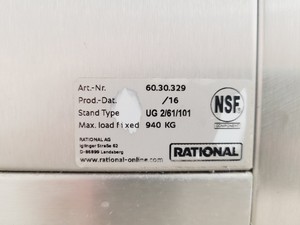 Art.-Nr. 60.30.329
Prod.-Dat. /16
Stand Type UG 2/61/101
Max. load fixed 940 KG
RATIONAL AG
Iglinger Straße 62
D-86899 Landsberg
www.rational-online.com
NSF
COMPONENT
RATIONAL